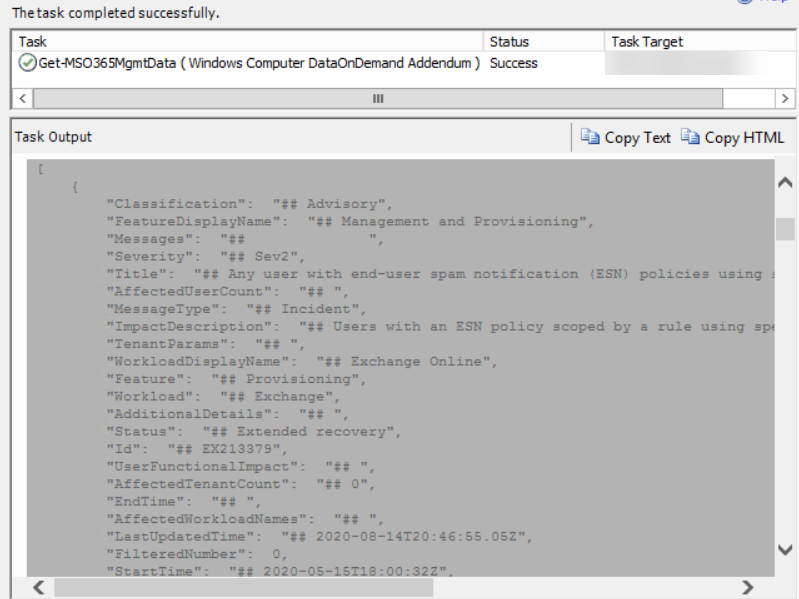 The task completed successfully.
Task Status Task Target
Get-MSO365MgmtData ( Windows Computer DataOnDemand Addendum ) Success
Task Output Copy Text Copy HTML
[
{
"Classification": "## Advisory",
"FeatureDisplayName": "## Management and Provisioning",
"Messages": "## ",
"Severity": "## Sev2",
"Title": "## Any user with end-user spam notification (ESN) policies using
"AffectedUserCount": "## ",
"MessageType": "## Incident",
"ImpactDescription": "## Users with an ESN policy scoped by a rule using spe
"TenantParams": "## ",
"WorkloadDisplayName": "## Exchange Online",
"Feature": "## Provisioning",
"Workload": "## Exchange",
"AdditionalDetails": "## ",
"Status": "## Extended recovery",
"Id": "## EX213379",
"UserFunctionalImpact": "## ",
"AffectedTenantCount": "## 0",
"EndTime": "## ",
"AffectedWorkloadNames": "## ",
"LastUpdatedTime": "## 2020-08-14T20:46:55.05Z",
"FilteredNumber": 0,
"StartTime": "## 2020-05-15T18:00:32Z",